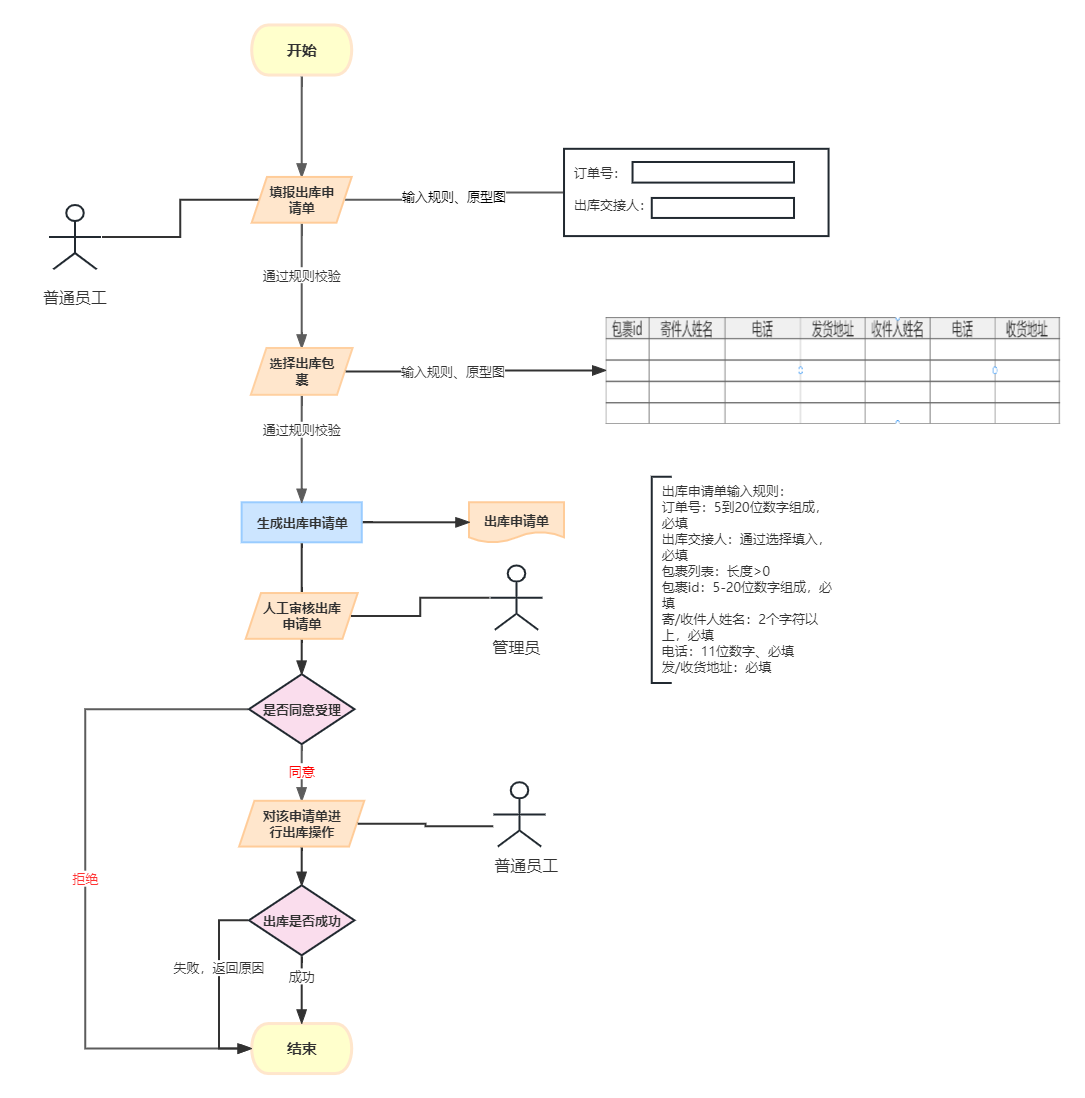 开始
填报出库申
请单
输入规则、原型图
订单号：
出库交接人：
普通员工
通过规则校验
包裹id 寄件人姓名 电话 发货地址 收件人姓名 电话 收货地址
选择出库包
裹
输入规则、原型图
通过规则校验
生成出库申请单
出库申请单
出库申请单输入规则：
订单号：5到20位数字组成，
必填
出库交接人：通过选择填入，
必填
包裹列表：长度>0
包裹id：5-20位数字组成，必
填
寄/收件人姓名：2个字符以
上，必填
电话：11位数字、必填
发/收货地址：必填
人工审核出库
申请单
管理员
是否同意受理
同意
对该申请单进
行出库操作
普通员工
拒绝
出库是否成功
失败，返回原因
成功
结束